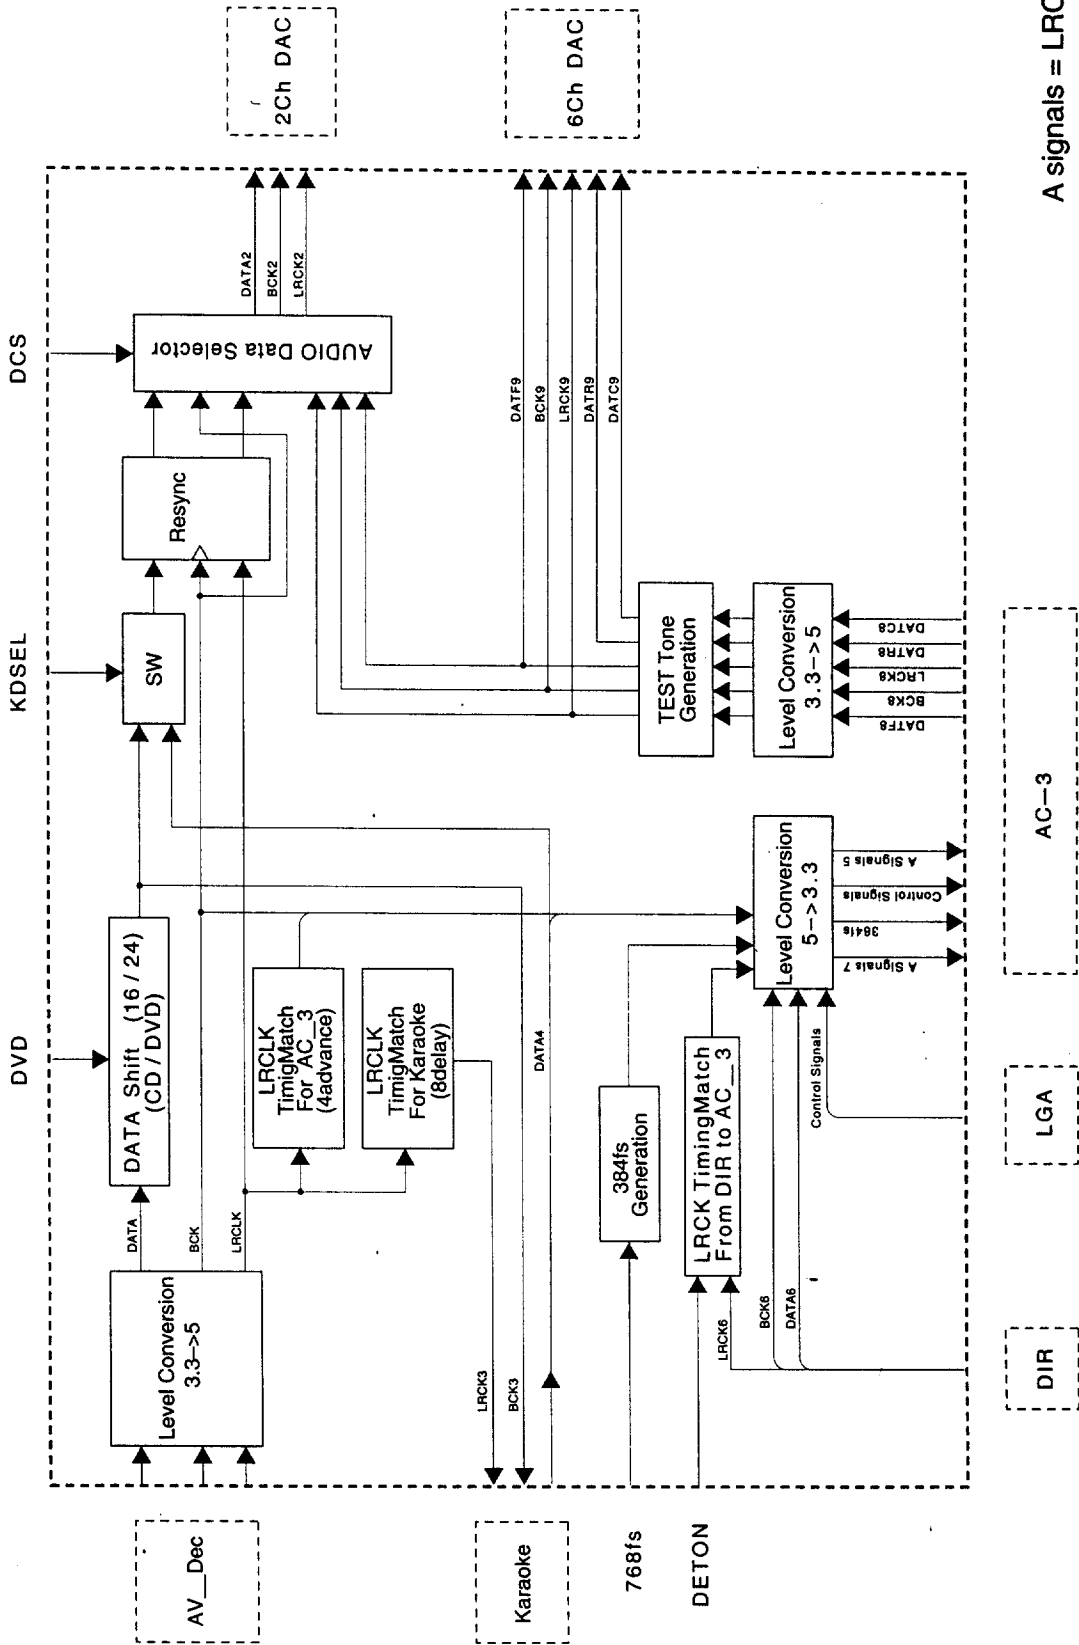 DVD
KDSEL
DCS
AV__Dec
Level Conversion
3.3->5
DATA
BCK
LRCLK
DATA Shift (16 / 24)
(CD / DVD)
SW
Resync
AUDIO Data Selector
DATA2
BCK2
LRCK2
2Ch DAC
LRCLK
TimigMatch
For AC__3
(4advance)
LRCLK
TimigMatch
For Karaoke
(8delay)
Karaoke
LRCK3
BCK3
DATA4
768fs
384fs
Generation
DETON
LRCK TimingMatch
From DIR to AC__3
LRCK6
BCK6
DATA6
Control Signals
Level Conversion
5->3.3
A Signals 7
384fs
Control Signals
A Signals 5
TEST Tone
Generation
Level Conversion
3.3->5
DATF8
BCK8
LRCK8
DATR8
DATC8
DATF9
BCK9
LRCK9
DATR9
DATC9
6Ch DAC
DIR
LGA
AC-3
A signals = LRC